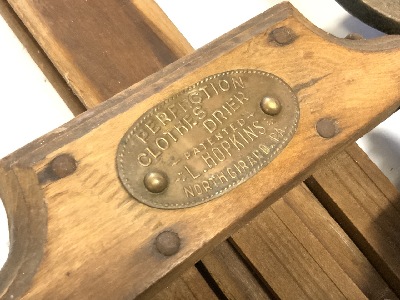 PERFECTION
CLOTHES DRIER
PATENTED
L. HOPKINS
NORTH GIRARD, PA